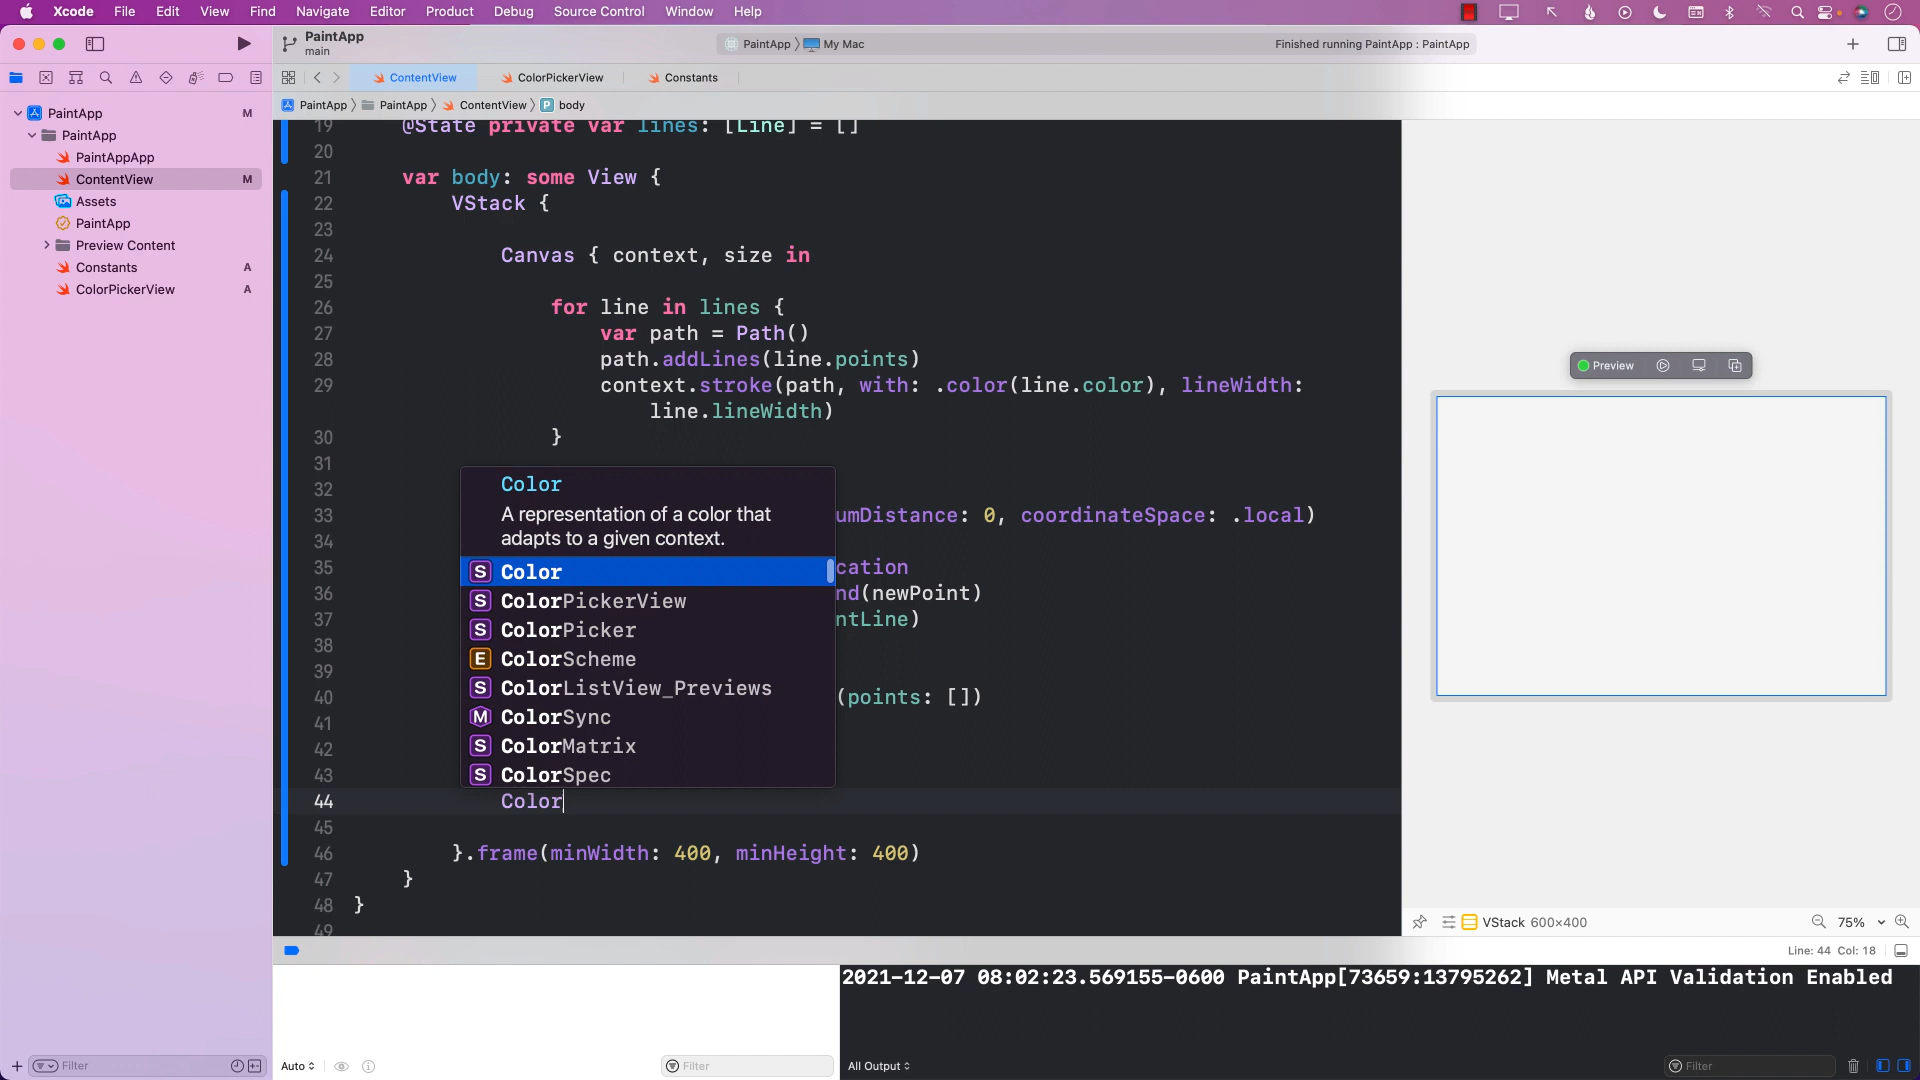 Xcode File Edit View Find Navigate Editor Product Debug Source Control Window Help
PaintApp
main
PaintApp My Mac
Finished running PaintApp : PaintApp
ContentView
ColorPickerView
Constants
PaintApp PaintApp ContentView P body
PaintApp M
PaintApp
PaintAppApp
ContentView M
Assets
PaintApp
Preview Content
Constants A
ColorPickerView A
19 @State private var lines: [Line] = []
20
21 var body: some View {
22 VStack {
23
24 Canvas { context, size in
25
26 for line in lines {
27 var path = Path()
28 path.addLines(line.points)
29 context.stroke(path, with: .color(line.color), lineWidth:
line.lineWidth)
30 }
31
32
33 umDistance: 0, coordinateSpace: .local)
34
35 cation
36 nd(newPoint)
37 ntLine)
38
39
40 (points: [])
41
42
43
44 Color
45
46 }.frame(minWidth: 400, minHeight: 400)
47 }
48 }
49
Color
A representation of a color that
adapts to a given context.
S Color
S ColorPickerView
S ColorPicker
E ColorScheme
S ColorListView_Previews
M ColorSync
S ColorMatrix
S ColorSpec
Preview
VStack 600×400
75%
Line: 44 Col: 18
2021-12-07 08:02:23.569155-0600 PaintApp[73659:13795262] Metal API Validation Enabled
Filter
Auto
Filter
All Output
Filter